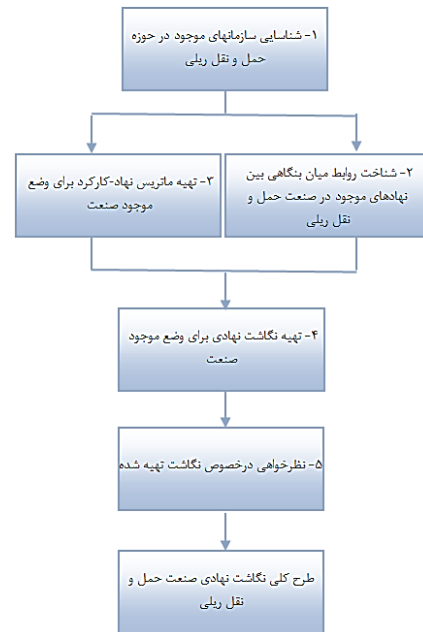 ۱- شناسایی سازمانهای موجود در حوزه
حمل و نقل ریلی
۲- شناخت روابط میان بنگاهی بین
نهادهای موجود در صنعت حمل و
نقل ریلی
۳- تهیه ماتریس نهاد-کارکرد برای وضع
موجود صنعت
۴- تهیه نگاشت نهادی برای وضع موجود
صنعت
۵- نظرخواهی درخصوص نگاشت تهیه شده
طرح کلی نگاشت نهادی صنعت حمل و
نقل ریلی